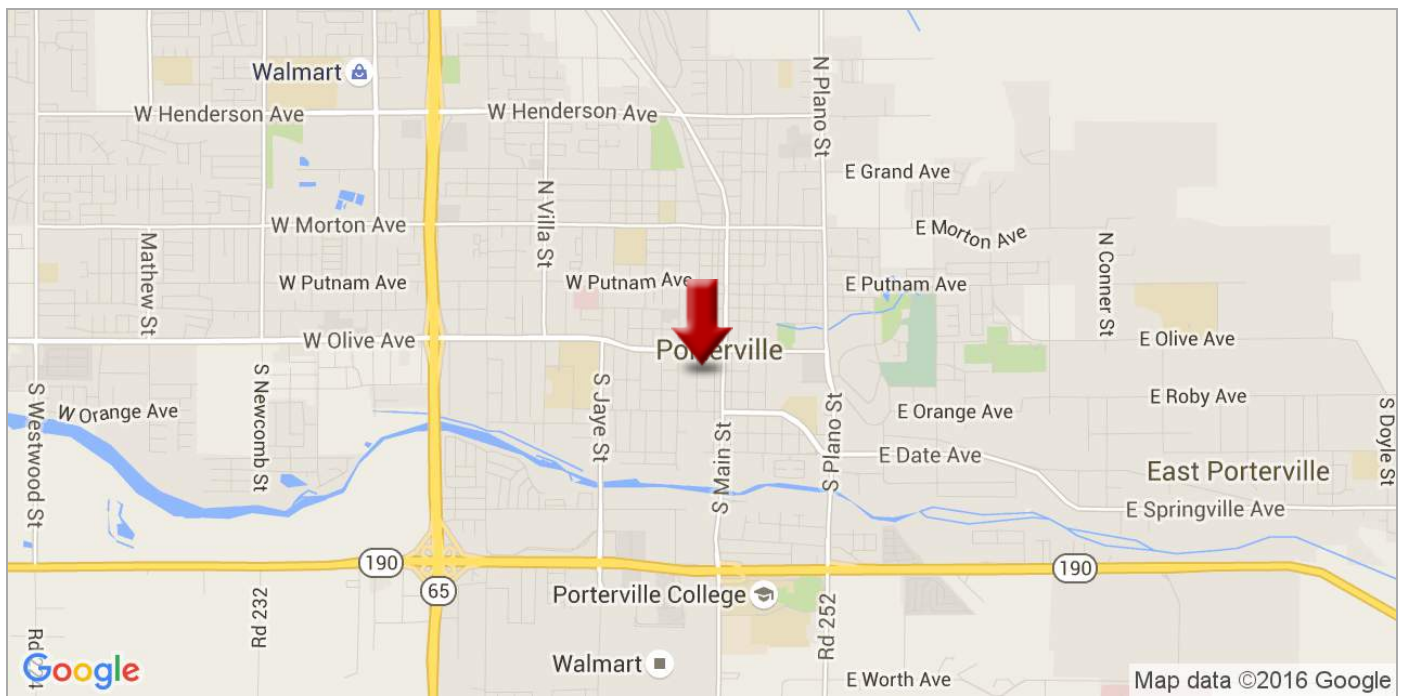 Walmart
W Henderson Ave
W Henderson Ave
N Plano St
E Grand Ave
N Villa St
W Morton Ave
E Morton Ave
Mathew St
N Conner St
W Putnam Ave
W Putnam Ave
E Putnam Ave
W Olive Ave
E Olive Ave
S Westwood St
S Newcomb St
S Jaye St
W Orange Ave
E Orange Ave
E Roby Ave
S Doyle St
S Main St
S Plano St
E Date Ave
East Porterville
E Springville Ave
190
190
65
Porterville College
Rd 232
Rd 252
Walmart
E Worth Ave
Google
Map data ©2016 Google